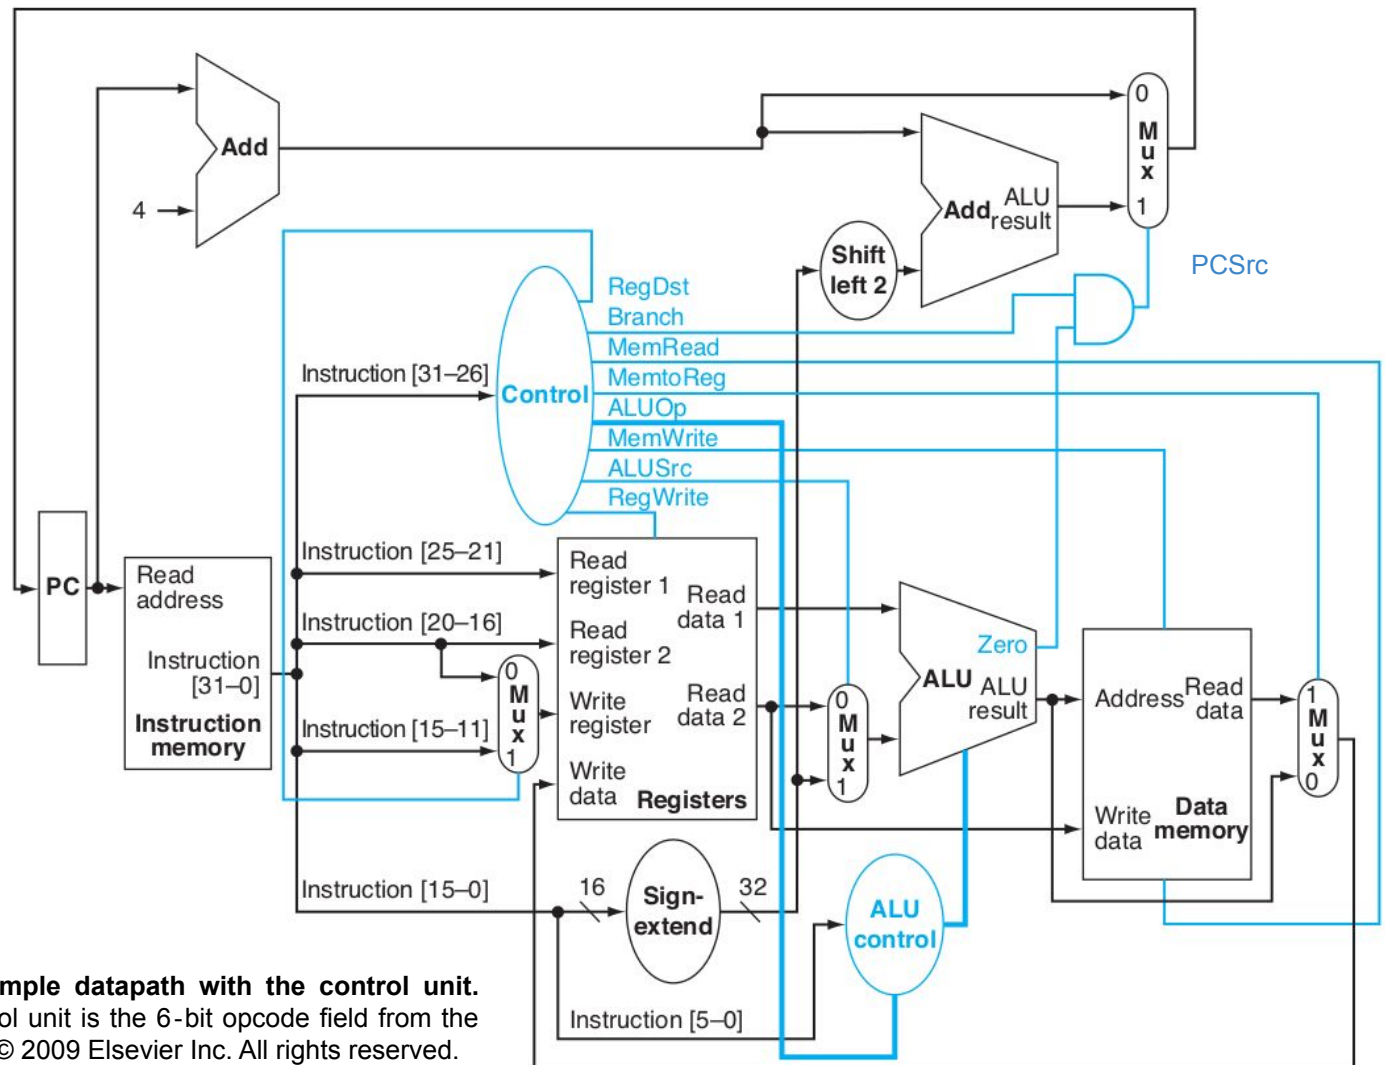 0
M
u
x
1
Add
4
Add ALU
result
Shift
left 2
PCSrc
RegDst
Branch
MemRead
MemtoReg
ALUOp
MemWrite
ALUSrc
RegWrite
Control
Instruction [31–26]
Instruction [25–21]
Instruction [20–16]
Instruction [15–11]
Instruction [15–0]
PC
Read
address
Instruction
[31–0]
Instruction
memory
0
M
u
x
1
Read
register 1
Read
register 2
Write
register
Write
data
Read
data 1
Read
data 2
Registers
0
M
u
x
1
Zero
ALU ALU
result
Address
Read
data
Write
data
Data
memory
1
M
u
x
0
16
Sign-
extend
32
ALU
control
Instruction [5–0]
mple datapath with the control unit.
ol unit is the 6-bit opcode field from the
© 2009 Elsevier Inc. All rights reserved.